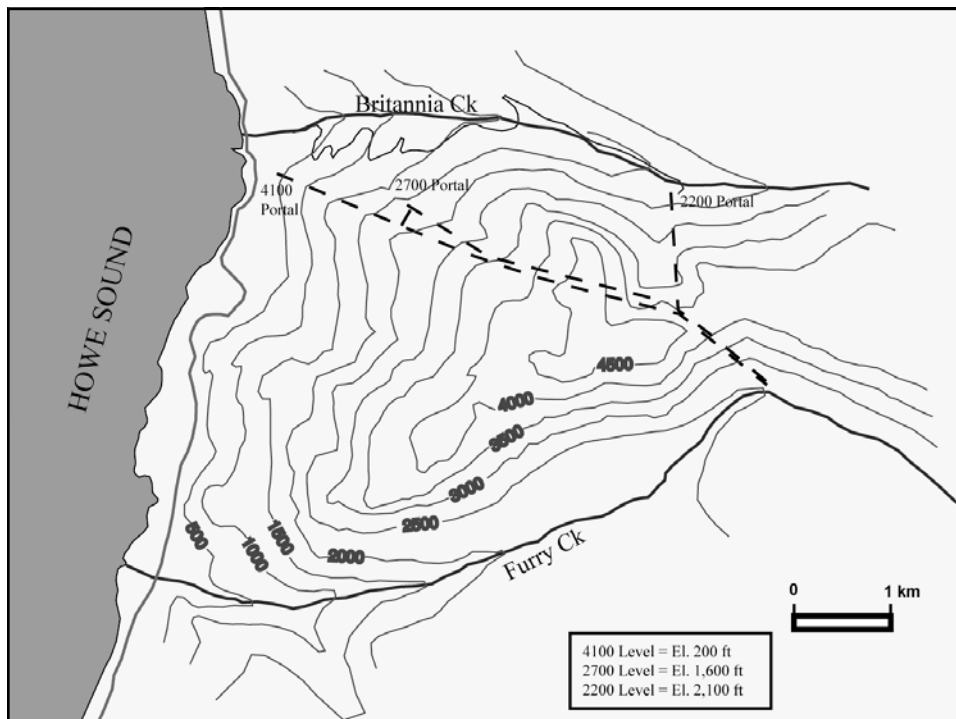 Britannia Ck
4100
Portal
2700 Portal
2200 Portal
HOWE SOUND
4500
4000
3500
3000
2500
2000
1500
1000
500
Furry Ck
0 1 km
4100 Level = El. 200 ft
2700 Level = El. 1,600 ft
2200 Level = El. 2,100 ft